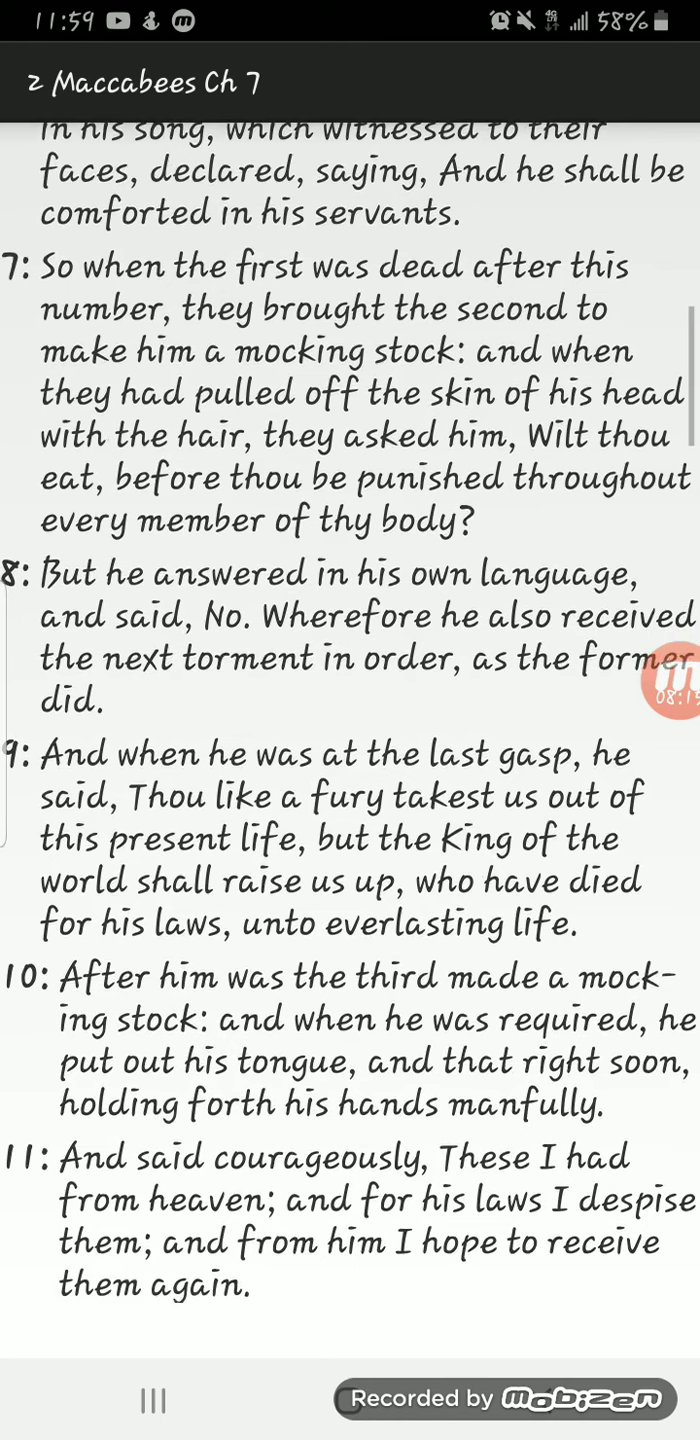 11:59
4G
58%
2 Maccabees Ch 7
in his song, which witnessed to their
faces, declared, saying, And he shall be
comforted in his servants.
7: So when the first was dead after this
number, they brought the second to
make him a mocking stock: and when
they had pulled off the skin of his head
with the hair, they asked him, Wilt thou
eat, before thou be punished throughout
every member of thy body?
8: But he answered in his own language,
and said, No. Wherefore he also received
the next torment in order, as the former
did.
08:15
9: And when he was at the last gasp, he
said, Thou like a fury takest us out of
this present life, but the King of the
world shall raise us up, who have died
for his laws, unto everlasting life.
10: After him was the third made a mock-
ing stock: and when he was required, he
put out his tongue, and that right soon,
holding forth his hands manfully.
11: And said courageously, These I had
from heaven; and for his laws I despise
them; and from him I hope to receive
them again.
Recorded by mobizen